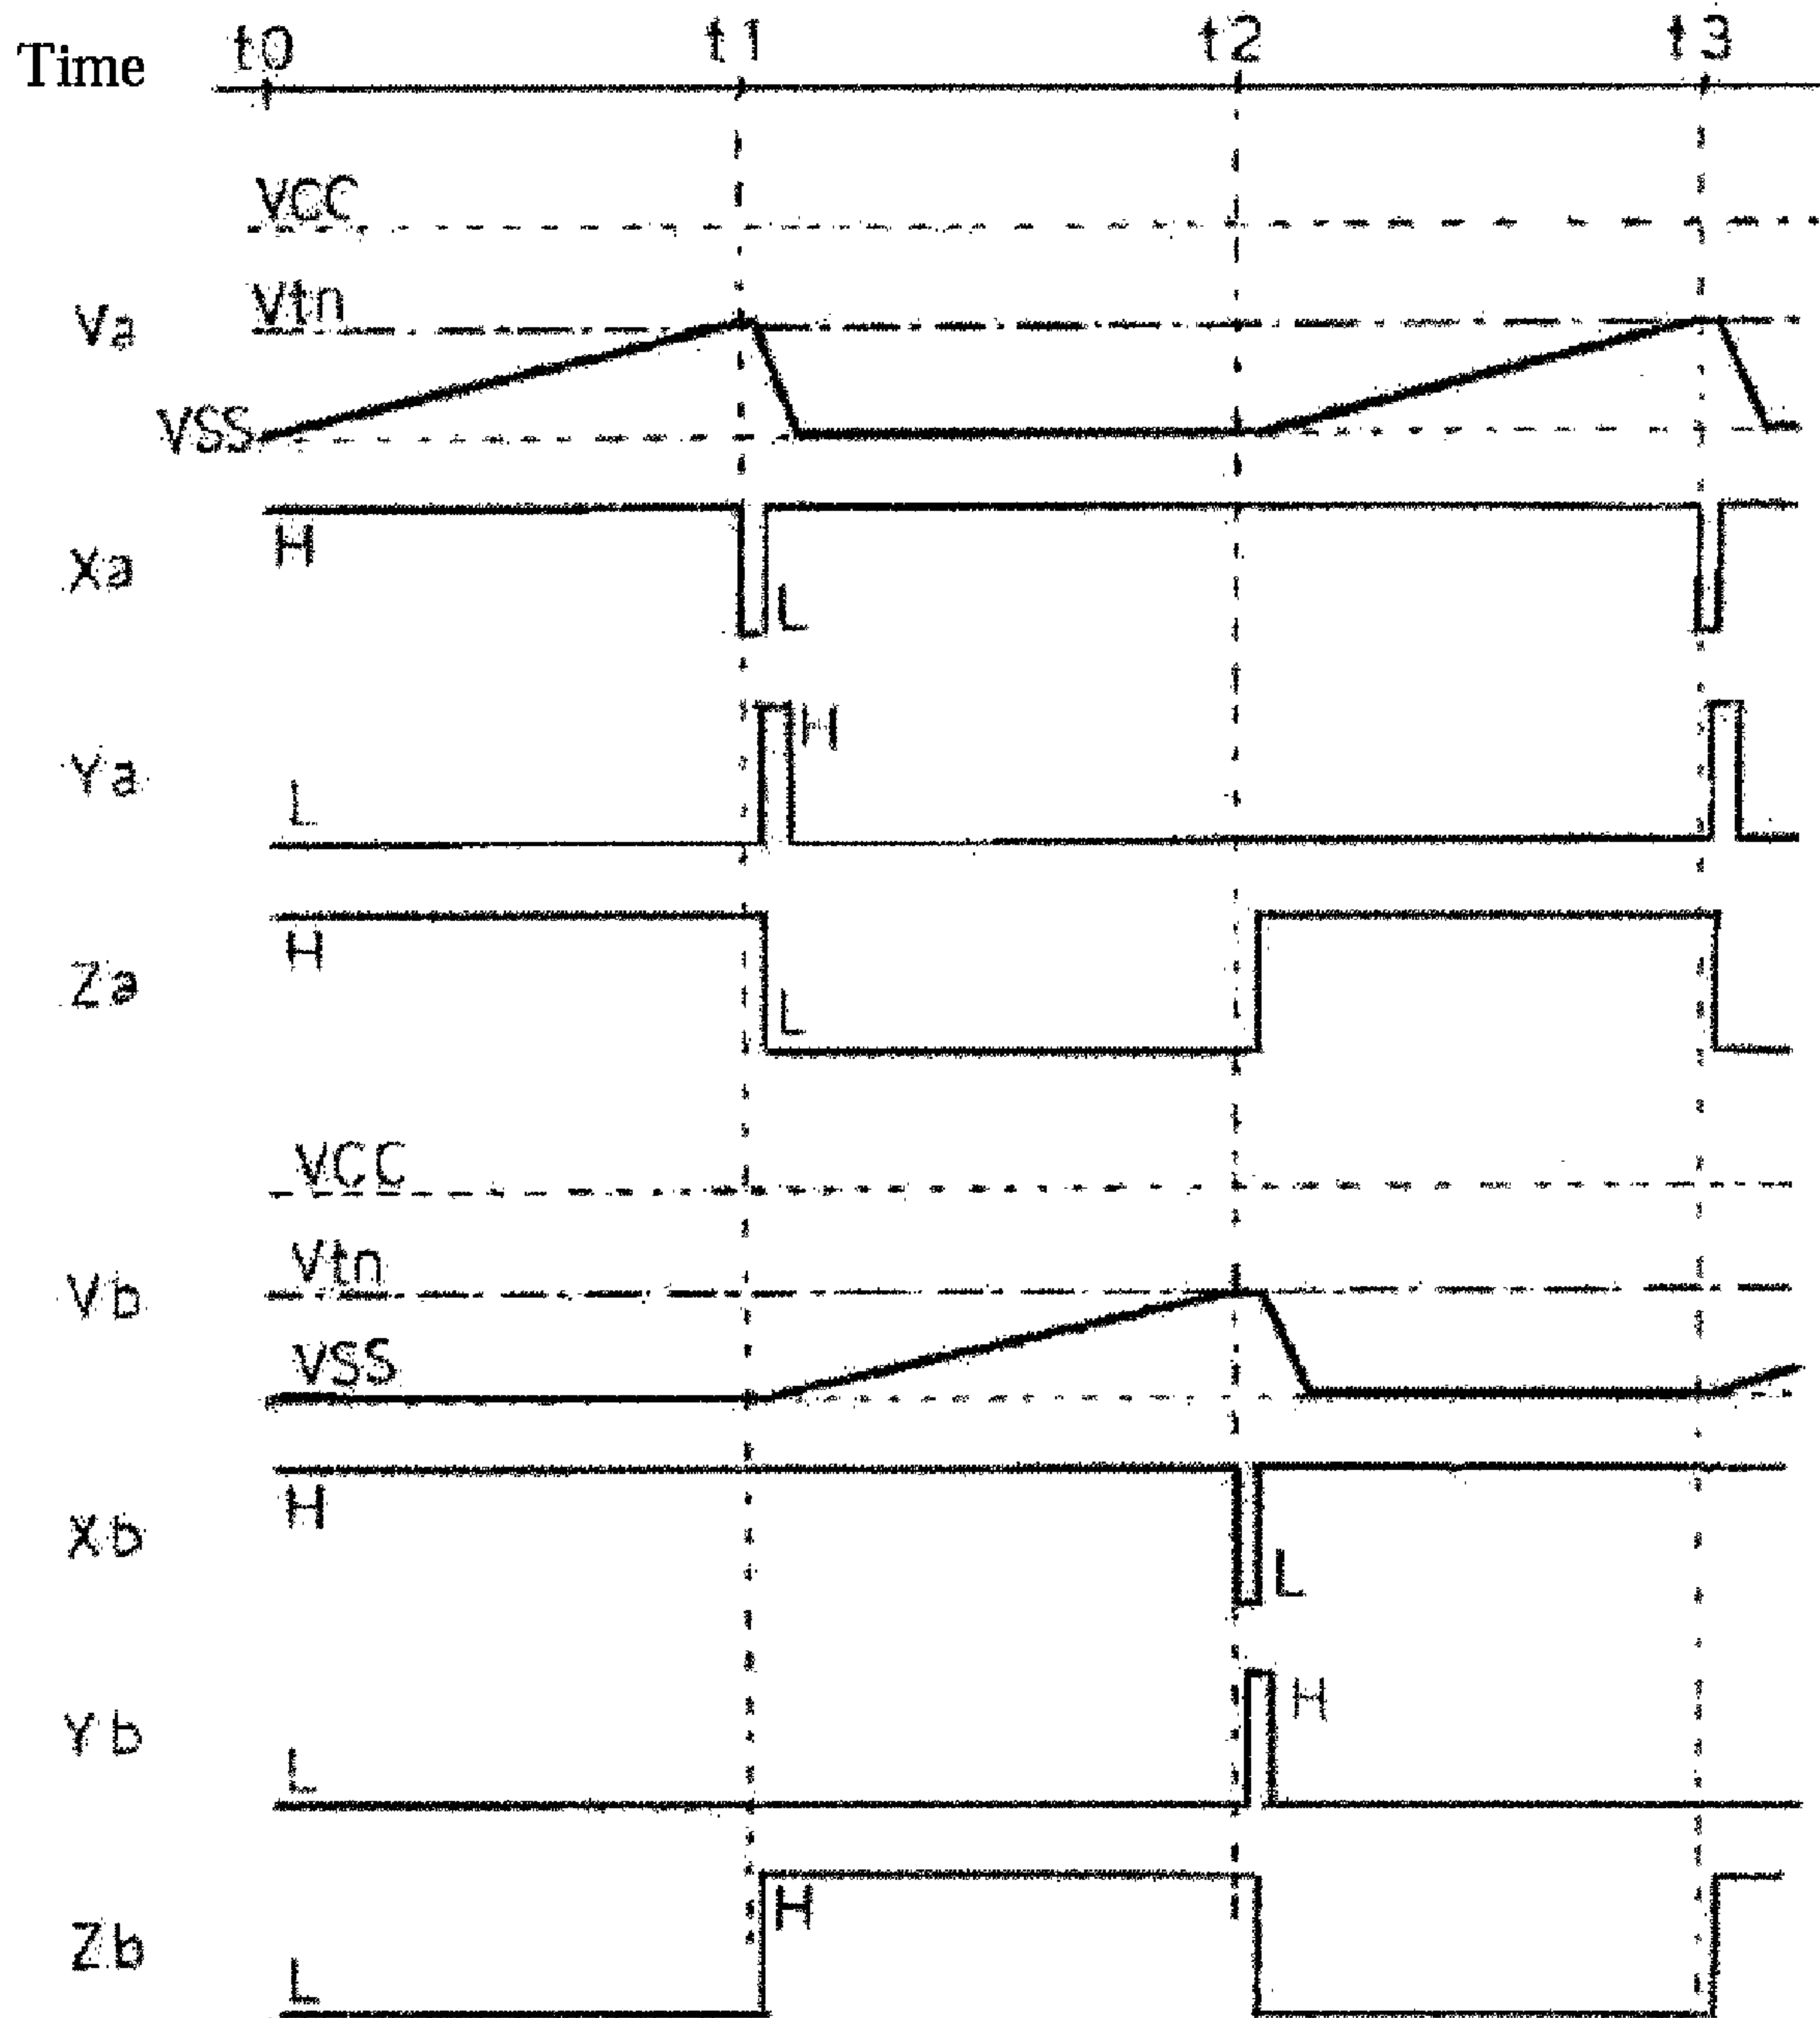 Time t0 t1 t2 t3
VCC
Va Vtn
VSS
Xa H L
Ya L H
Za H L
VCC
Vb Vtn
VSS
Xb H L
Yb L H
Zb L H